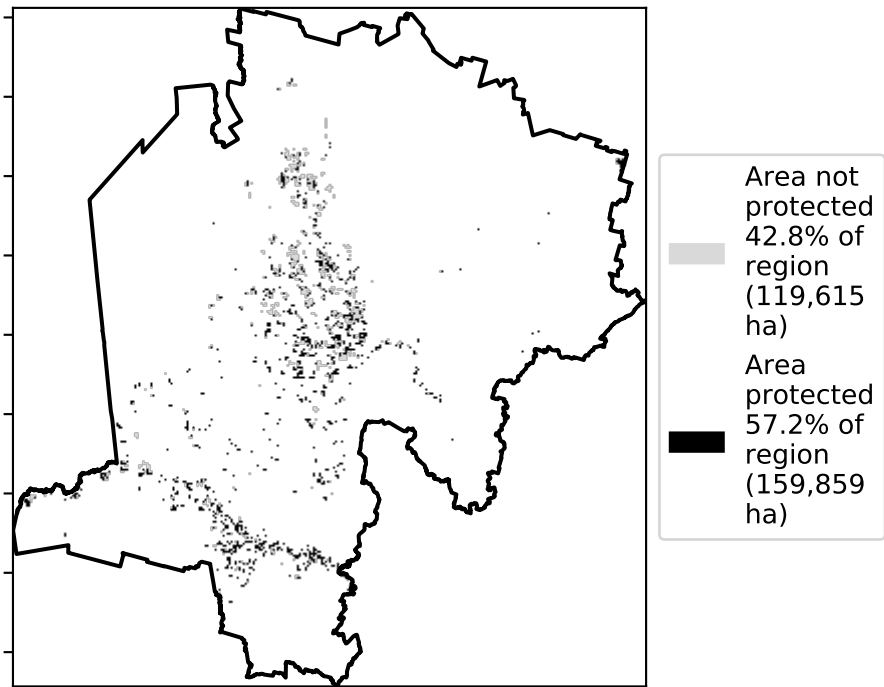 Area not
protected
42.8% of
region
(119,615
ha)
Area
protected
57.2% of
region
(159,859
ha)